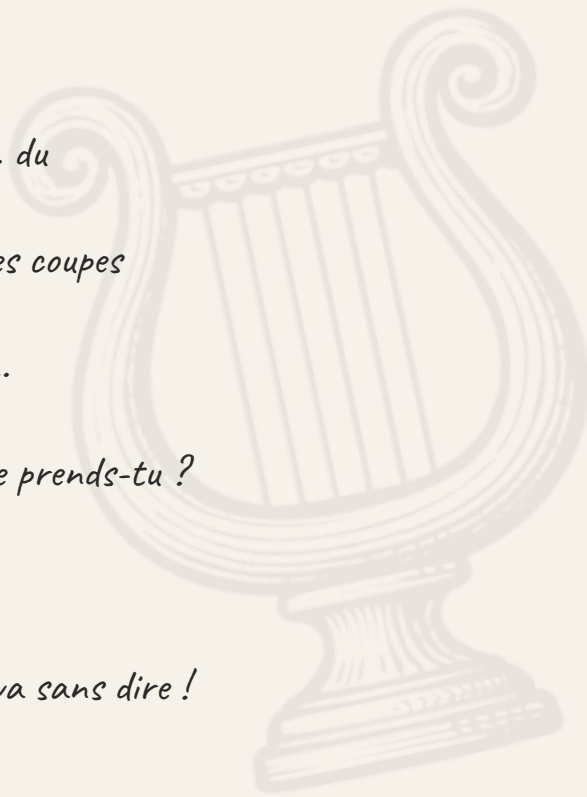 . du
es coupes
..
e prends-tu ?
va sans dire !